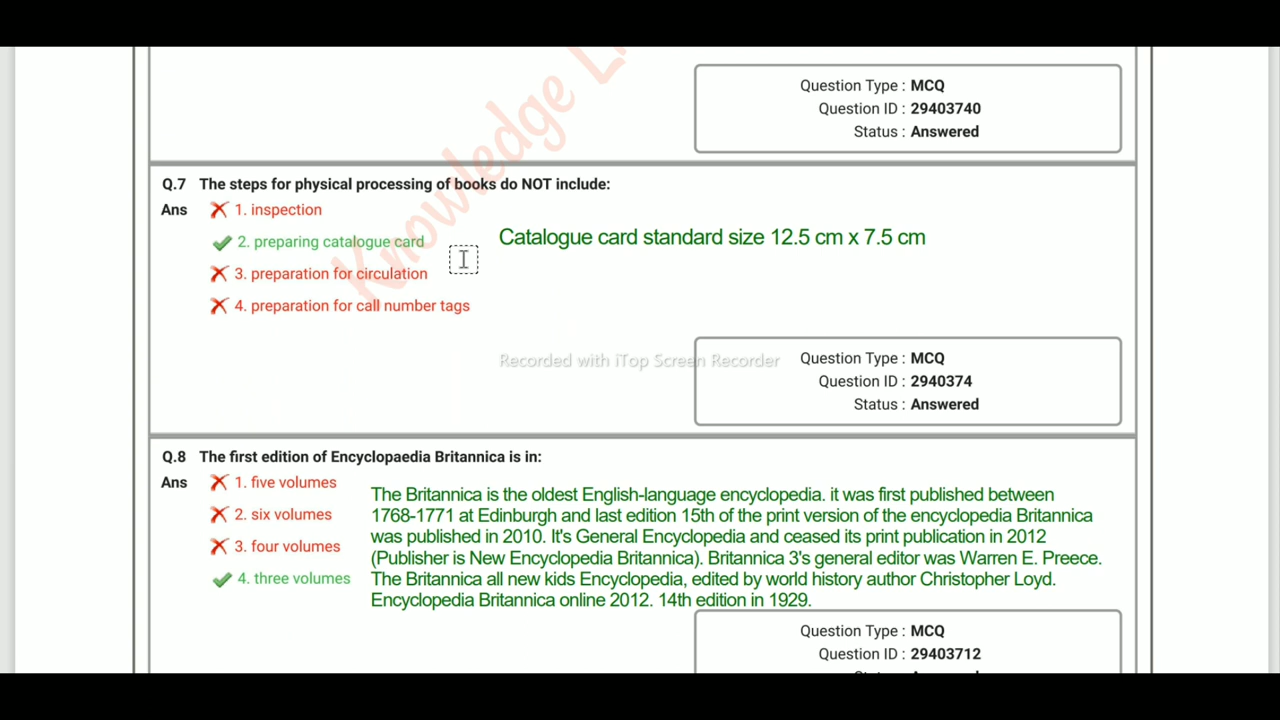 Knowledge Li
Question Type : MCQ
Question ID : 29403740
Status : Answered
Q.7 The steps for physical processing of books do NOT include:
Ans 1. inspection
2. preparing catalogue card
Catalogue card standard size 12.5 cm x 7.5 cm
3. preparation for circulation
4. preparation for call number tags
Recorded with iTop Screen Recorder
Question Type : MCQ
Question ID : 2940374
Status : Answered
Q.8 The first edition of Encyclopaedia Britannica is in:
Ans 1. five volumes
2. six volumes
3. four volumes
4. three volumes
The Britannica is the oldest English-language encyclopedia. it was first published between
1768-1771 at Edinburgh and last edition 15th of the print version of the encyclopedia Britannica
was published in 2010. It's General Encyclopedia and ceased its print publication in 2012
(Publisher is New Encyclopedia Britannica). Britannica 3's general editor was Warren E. Preece.
The Britannica all new kids Encyclopedia, edited by world history author Christopher Loyd.
Encyclopedia Britannica online 2012. 14th edition in 1929.
Question Type : MCQ
Question ID : 29403712